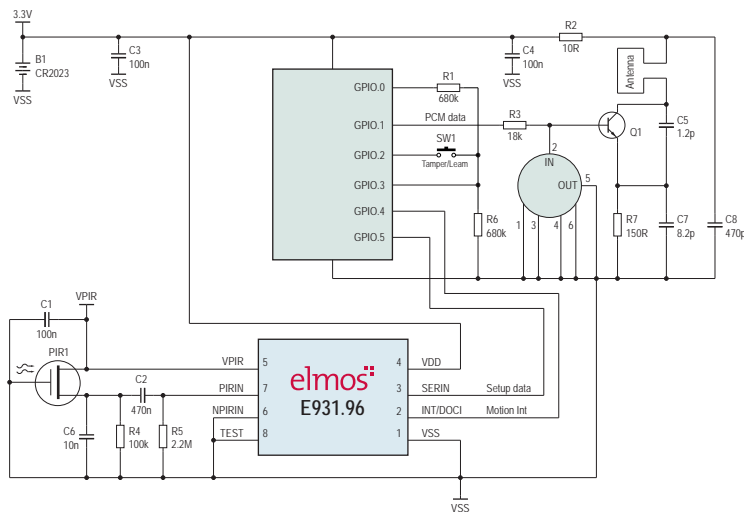 3.3V
B1
CR2023
VSS
C3
100n
VSS
C4
100n
VSS
R2
10R
Antenna
GPIO.0
GPIO.1
GPIO.2
GPIO.3
GPIO.4
GPIO.5
R1
680k
PCM data
SW1
Tamper/Learn
R3
18k
2
IN
OUT
5
1
3
4
6
Q1
C5
1.2p
R6
680k
R7
150R
C7
8.2p
C8
470p
VPIR
C1
100n
PIR1
C2
470n
C6
10n
R4
100k
R5
2.2M
VPIR
PIRIN
NPIRIN
TEST
5
7
6
8
elmos
E931.96
4
3
2
1
VDD
SERIN
INT/DOCI
VSS
Setup data
Motion Int
VSS